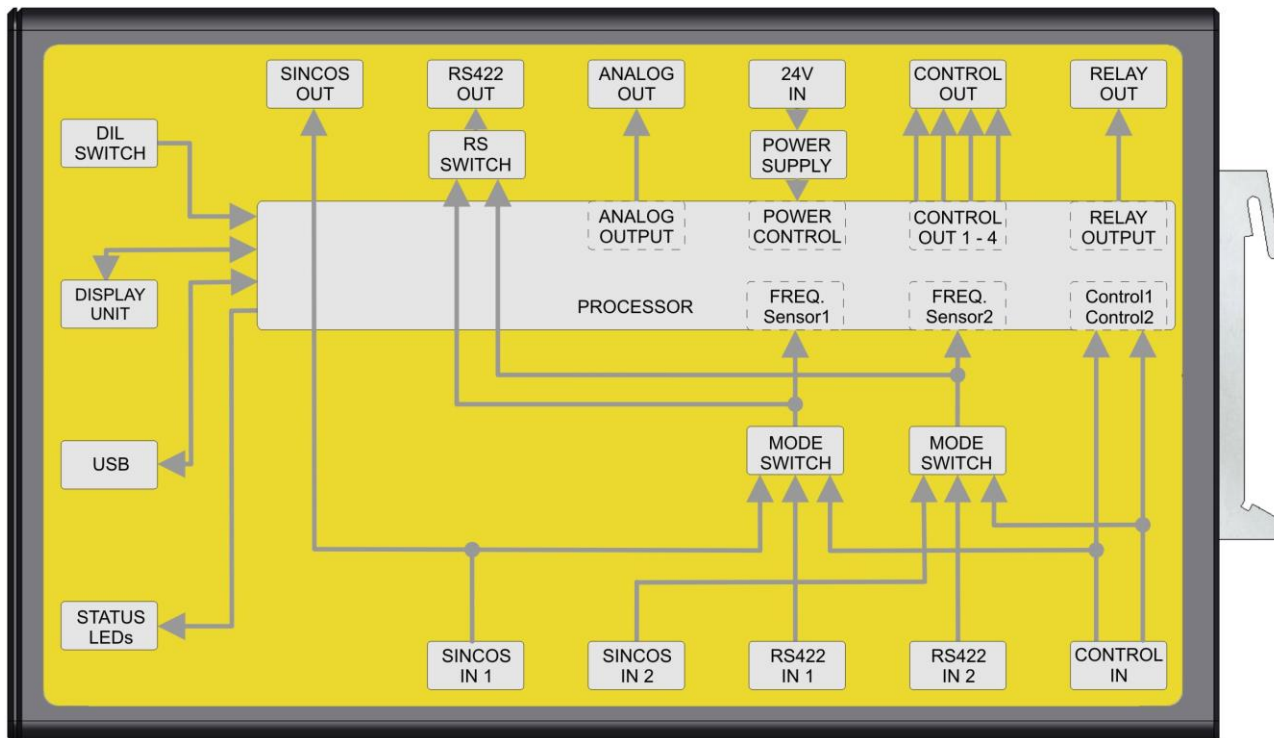 SINCOS
OUT
RS422
OUT
ANALOG
OUT
24V
IN
CONTROL
OUT
RELAY
OUT
DIL
SWITCH
RS
SWITCH
POWER
SUPPLY
ANALOG
OUTPUT
POWER
CONTROL
CONTROL
OUT 1 - 4
RELAY
OUTPUT
DISPLAY
UNIT
PROCESSOR
FREQ.
Sensor1
FREQ.
Sensor2
Control1
Control2
USB
MODE
SWITCH
MODE
SWITCH
STATUS
LEDs
SINCOS
IN 1
SINCOS
IN 2
RS422
IN 1
RS422
IN 2
CONTROL
IN